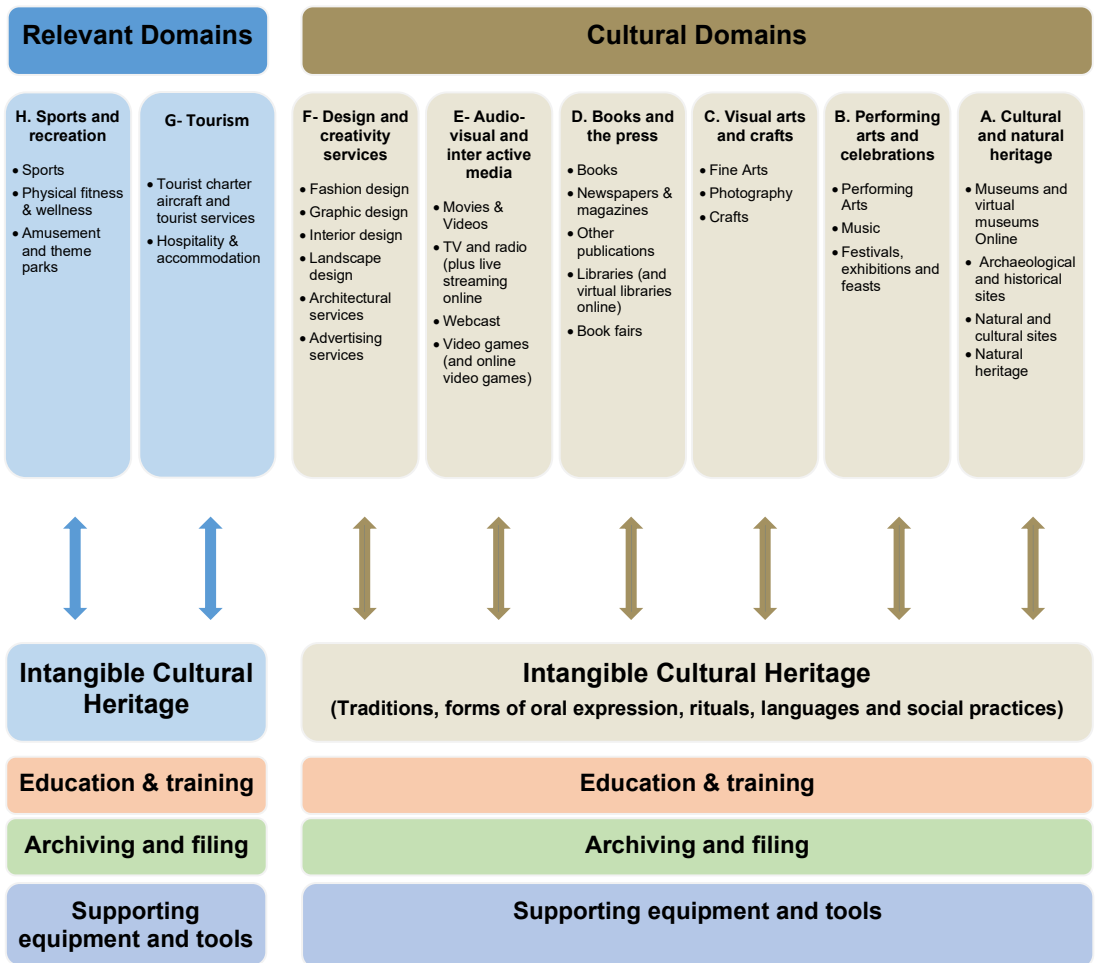 Relevant Domains
Cultural Domains
H. Sports and
recreation
• Sports
• Physical fitness
& wellness
• Amusement
and theme
parks
G- Tourism
• Tourist charter
aircraft and
tourist services
• Hospitality &
accommodation
F- Design and
creativity
services
• Fashion design
• Graphic design
• Interior design
• Landscape
design
• Architectural
services
• Advertising
services
E- Audio-
visual and
inter active
media
• Movies &
Videos
• TV and radio
(plus live
streaming
online
• Webcast
• Video games
(and online
video games)
D. Books and
the press
• Books
• Newspapers &
magazines
• Other
publications
• Libraries (and
virtual libraries
online)
• Book fairs
C. Visual arts
and crafts
• Fine Arts
• Photography
• Crafts
B. Performing
arts and
celebrations
• Performing
Arts
• Music
• Festivals,
exhibitions and
feasts
A. Cultural
and natural
heritage
• Museums and
virtual
museums
Online
• Archaeological
and historical
sites
• Natural and
cultural sites
• Natural
heritage
Intangible Cultural
Heritage
Intangible Cultural Heritage
(Traditions, forms of oral expression, rituals, languages and social practices)
Education & training
Education & training
Archiving and filing
Archiving and filing
Supporting
equipment and tools
Supporting equipment and tools